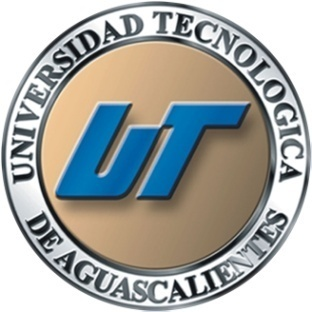 UNIVERSIDAD TECNOLOGICA
DE AGUASCALIENTES
UT